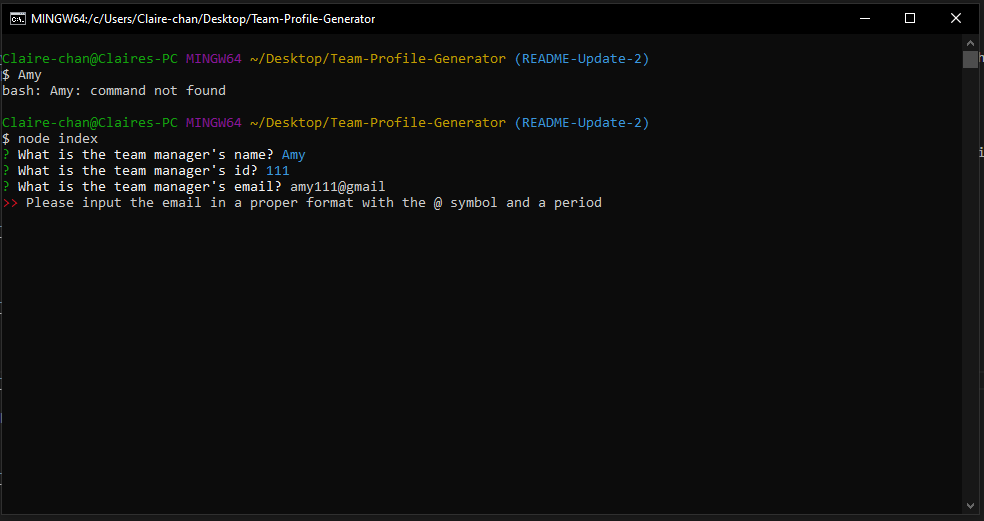 MINGW64:/c/Users/Claire-chan/Desktop/Team-Profile-Generator
Claire-chan@Claires-PC MINGW64 ~/Desktop/Team-Profile-Generator (README-Update-2)
$ Amy
bash: Amy: command not found
Claire-chan@Claires-PC MINGW64 ~/Desktop/Team-Profile-Generator (README-Update-2)
$ node index
? What is the team manager's name? Amy
? What is the team manager's id? 111
? What is the team manager's email? amy111@gmail
>> Please input the email in a proper format with the @ symbol and a period